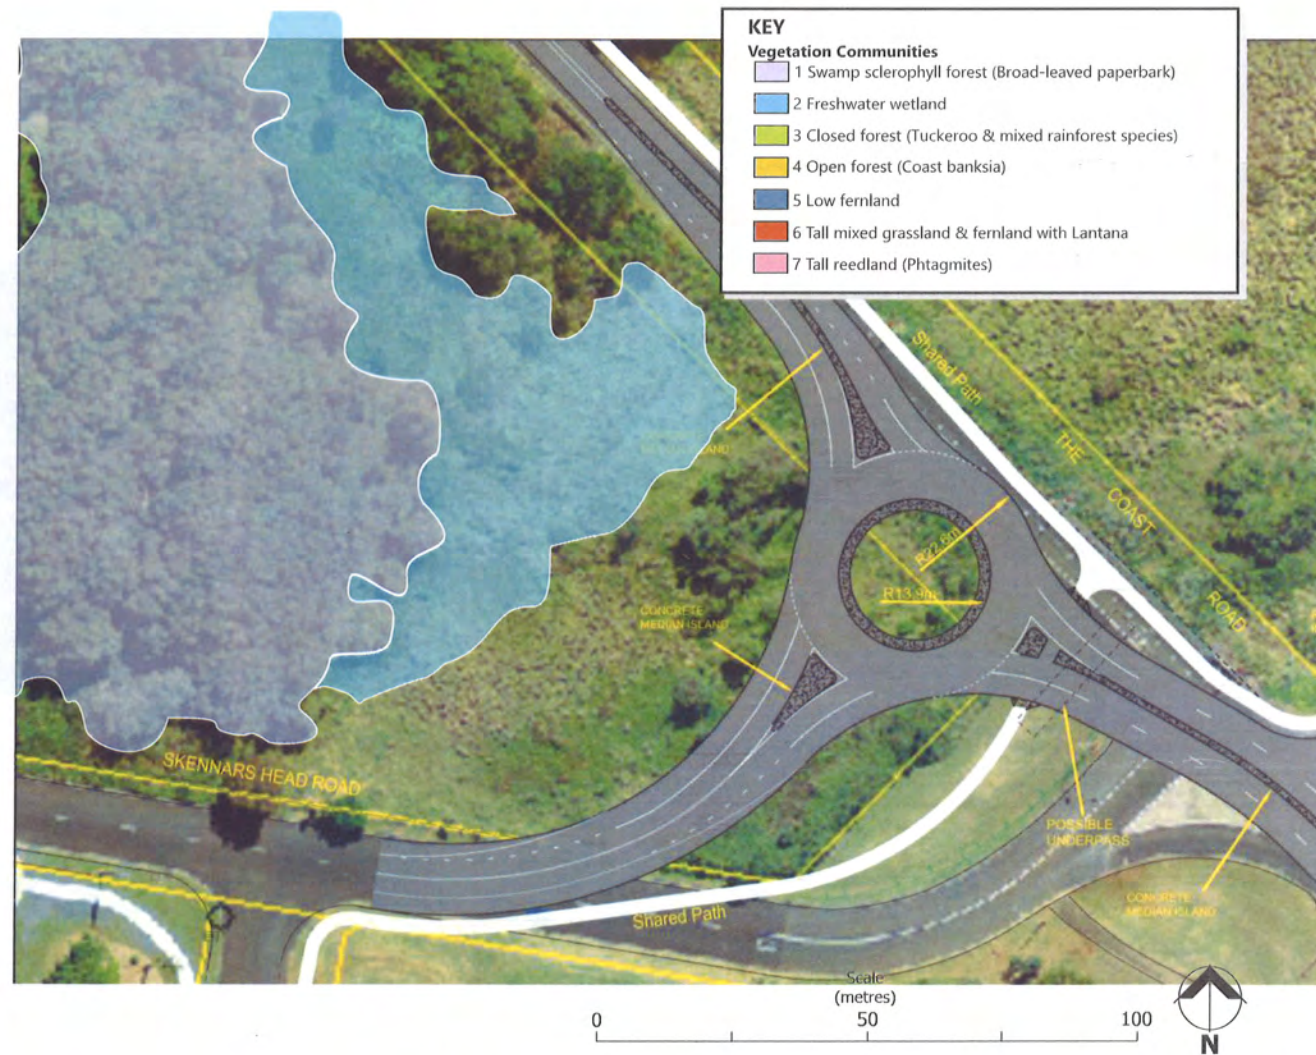 KEY
Vegetation Communities
1 Swamp sclerophyll forest (Broad-leaved paperbark)
2 Freshwater wetland
3 Closed forest (Tuckeroo & mixed rainforest species)
4 Open forest (Coast banksia)
5 Low fernland
6 Tall mixed grassland & fernland with Lantana
7 Tall reedland (Phtagmites)
Shared Path
THE
COAST
ROAD
R22.6m
R13.9m
CONCRETE
MEDIAN ISLAND
SKENNARS HEAD ROAD
POSSIBLE
UNDERPASS
CONCRETE
MEDIAN ISLAND
Shared Path
Scale
(metres)
0
50
100
N